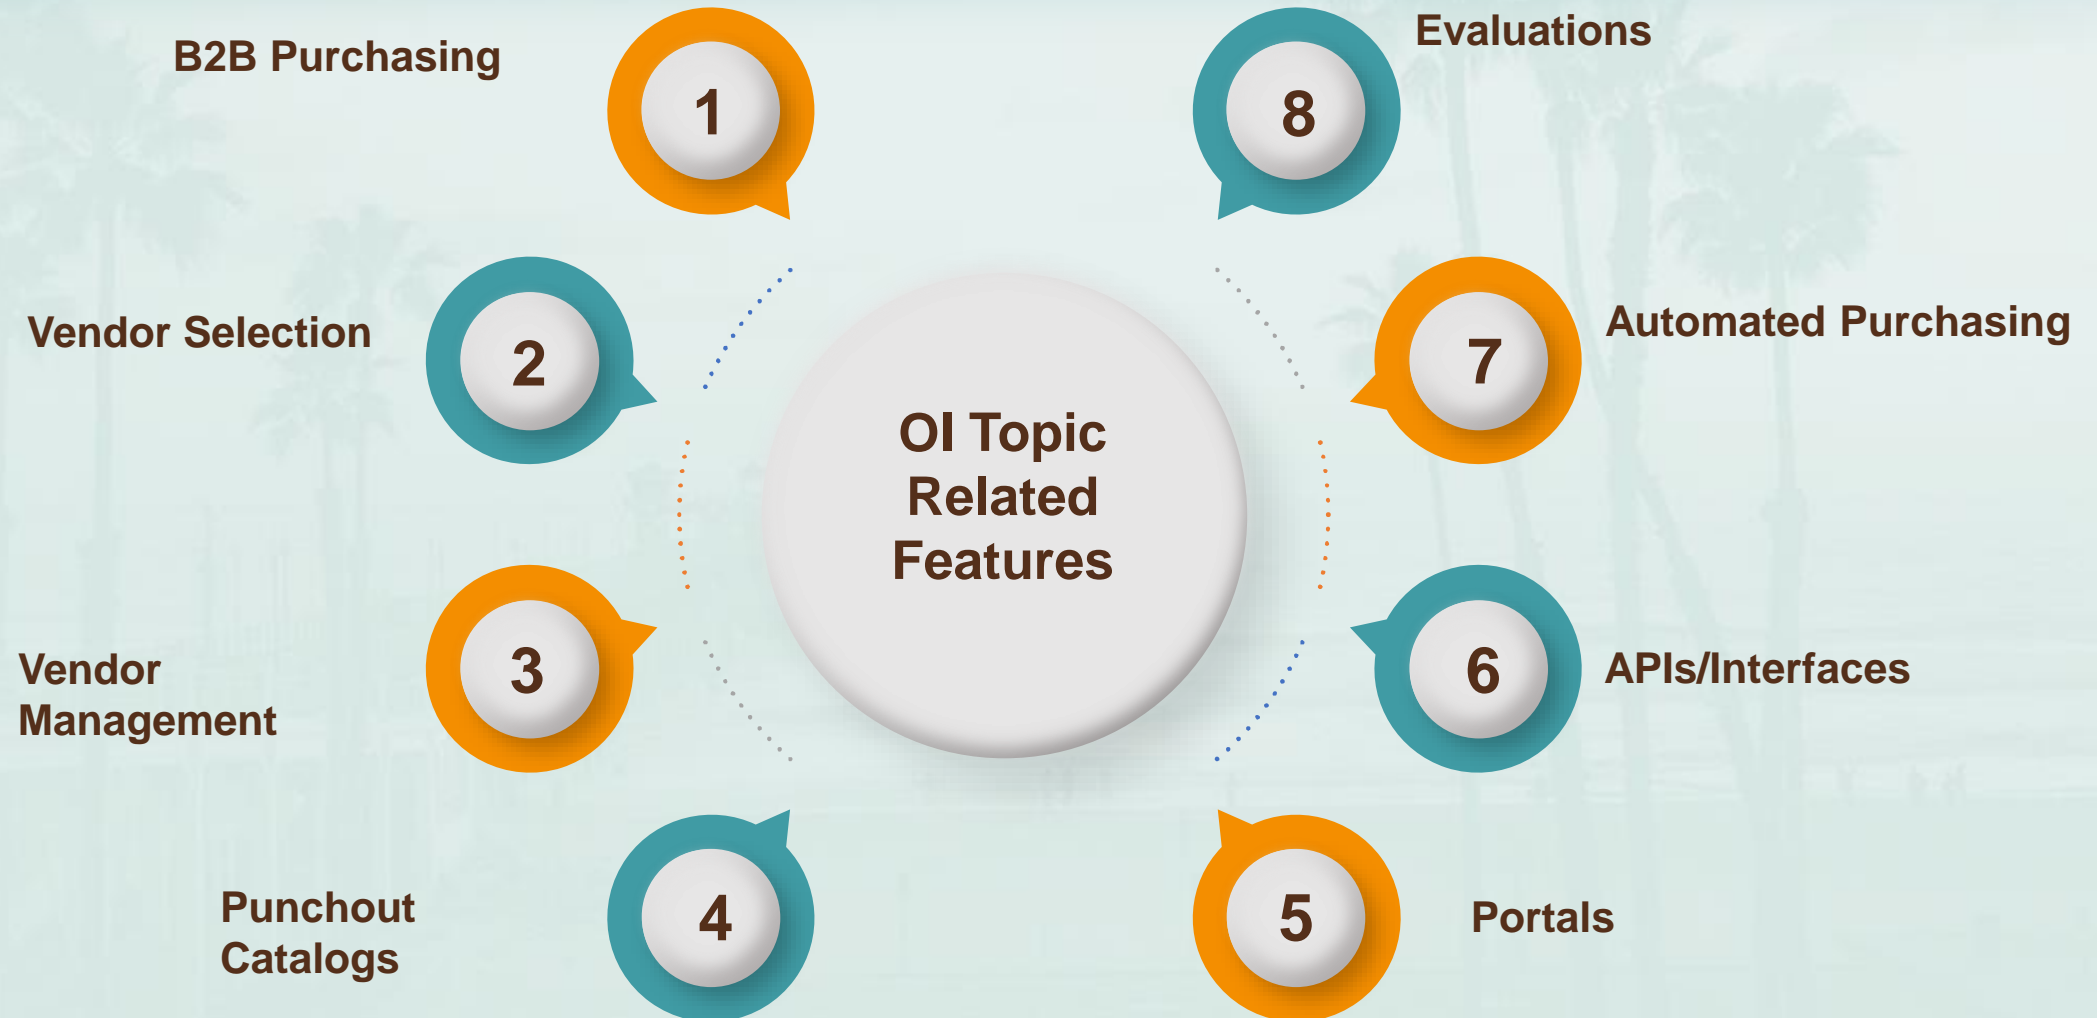 B2B Purchasing
1
Vendor Selection
2
Vendor
Management
3
Punchout
Catalogs
4
OI Topic
Related
Features
Evaluations
8
Automated Purchasing
7
APIs/Interfaces
6
Portals
5